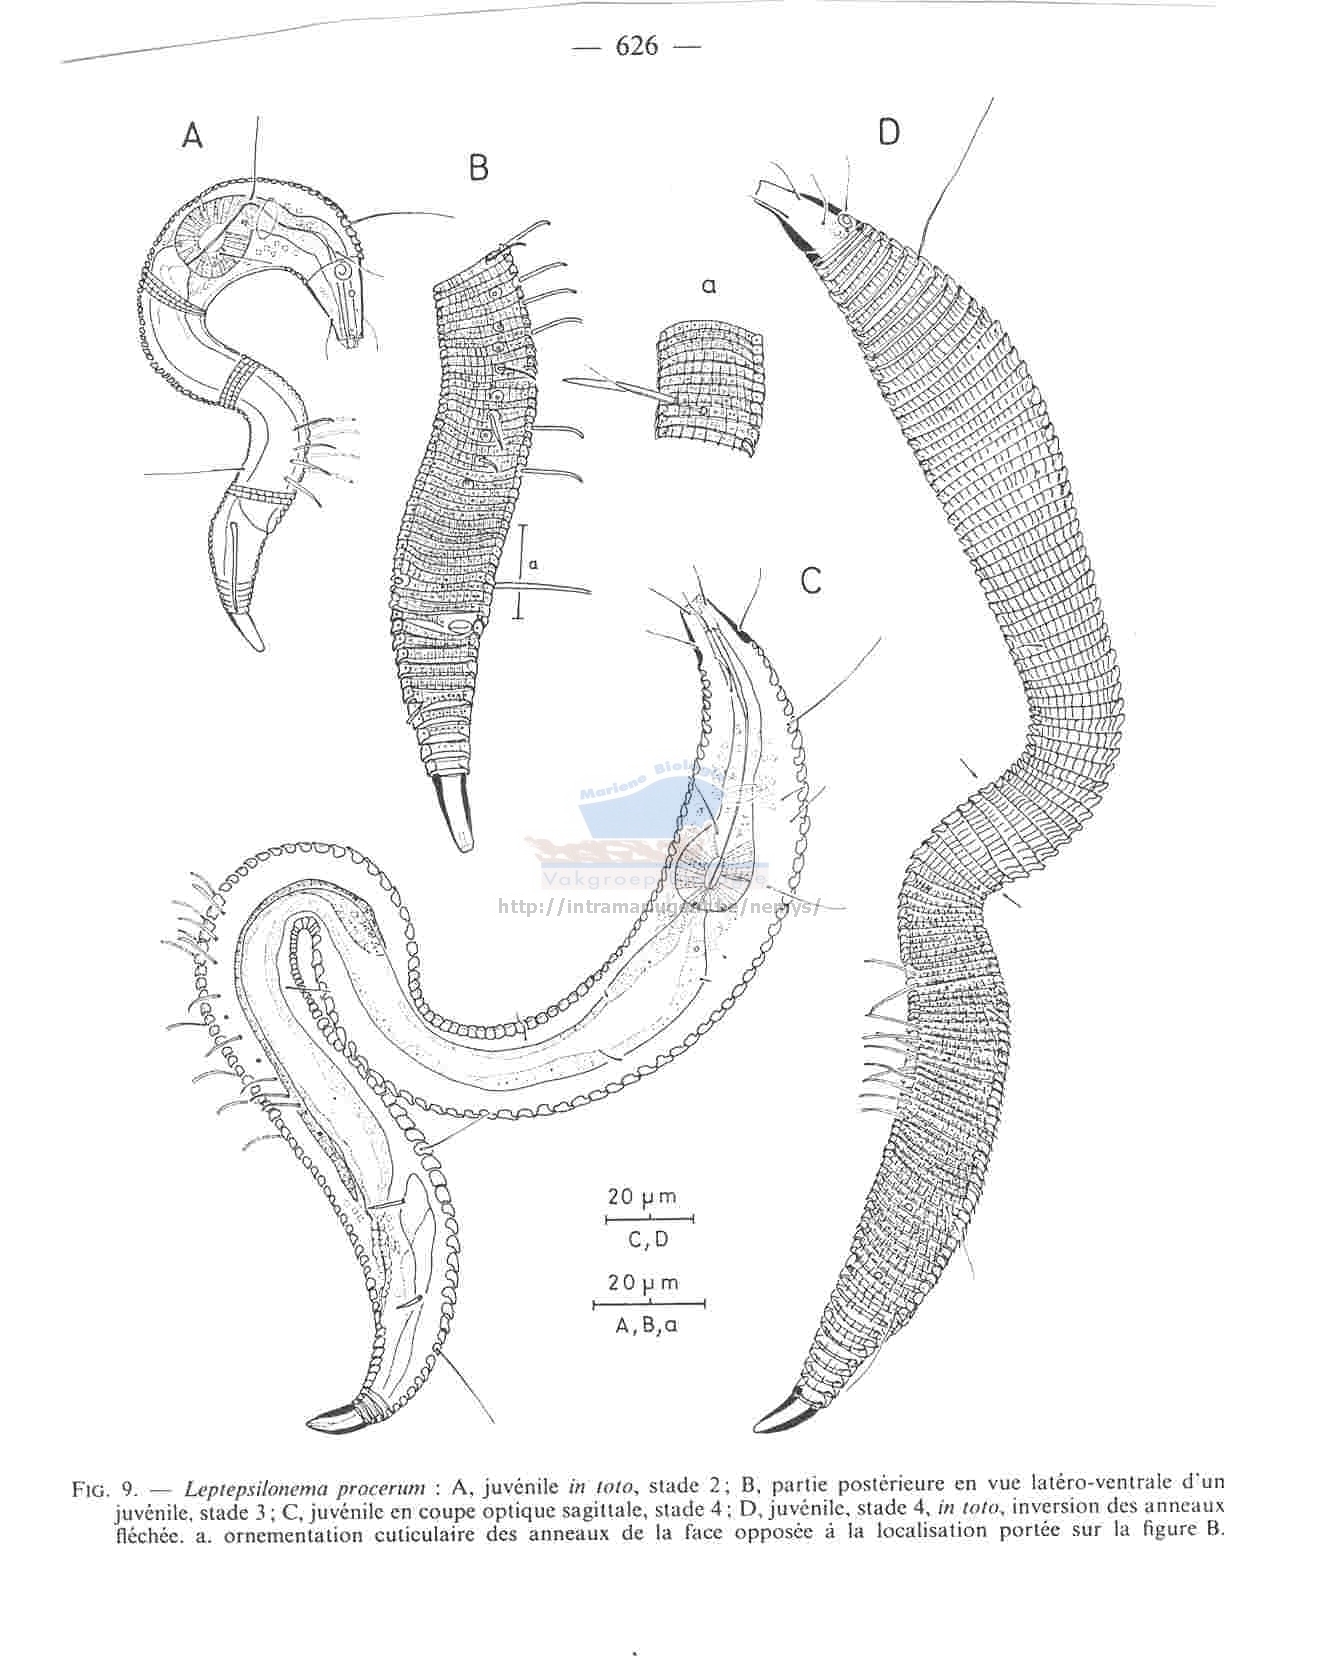 — 626 —
A
B
D
a
a
C
Mariene Biologie
http://intramar.ugent.be/nemys/
20 µm
C, D
20 µm
A, B, a
FIG. 9. — Leptepsilonema procerum : A, juvénile in toto, stade 2; B, partie postérieure en vue latéro-ventrale d'un
juvénile, stade 3; C, juvénile en coupe optique sagittale, stade 4; D, juvénile, stade 4, in toto, inversion des anneaux
fléchée. a. ornementation cuticulaire des anneaux de la face opposée à la localisation portée sur la figure B.